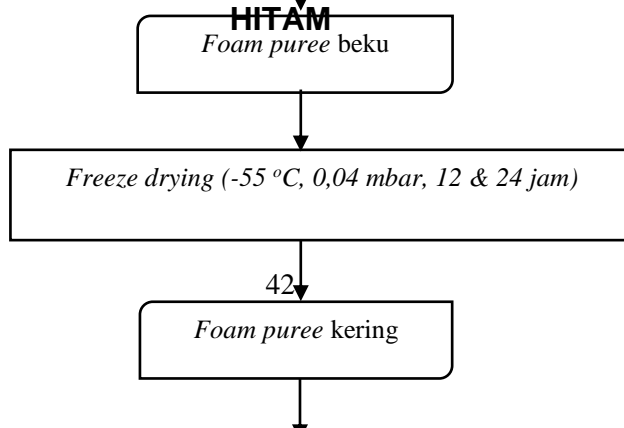 HITAM
Foam puree beku
Freeze drying (-55 °C, 0,04 mbar, 12 & 24 jam)
42
Foam puree kering